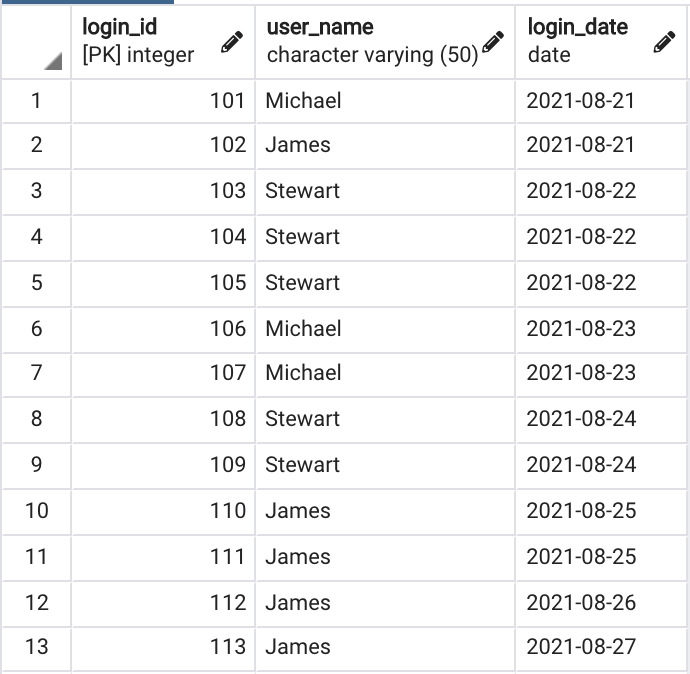 login_id user_name login_date
[PK] integer character varying (50) date
1 101 Michael 2021-08-21
2 102 James 2021-08-21
3 103 Stewart 2021-08-22
4 104 Stewart 2021-08-22
5 105 Stewart 2021-08-22
6 106 Michael 2021-08-23
7 107 Michael 2021-08-23
8 108 Stewart 2021-08-24
9 109 Stewart 2021-08-24
10 110 James 2021-08-25
11 111 James 2021-08-25
12 112 James 2021-08-26
13 113 James 2021-08-27